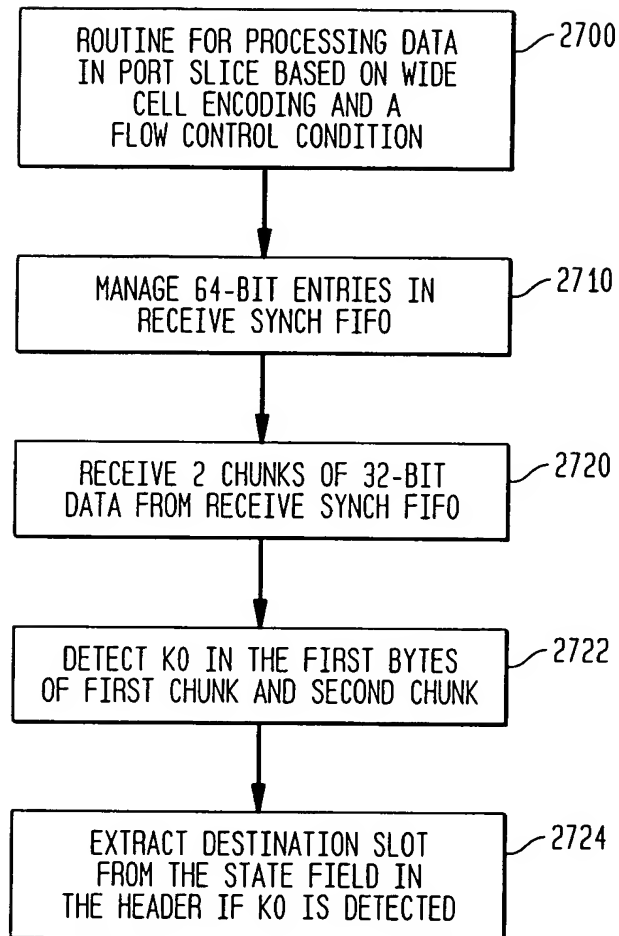 ROUTINE FOR PROCESSING DATA
IN PORT SLICE BASED ON WIDE
CELL ENCODING AND A
FLOW CONTROL CONDITION
2700
MANAGE 64-BIT ENTRIES IN
RECEIVE SYNCH FIFO
2710
RECEIVE 2 CHUNKS OF 32-BIT
DATA FROM RECEIVE SYNCH FIFO
2720
DETECT K0 IN THE FIRST BYTES
OF FIRST CHUNK AND SECOND CHUNK
2722
EXTRACT DESTINATION SLOT
FROM THE STATE FIELD IN
THE HEADER IF K0 IS DETECTED
2724